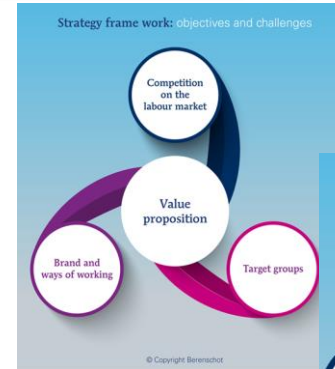 Strategy frame work: objectives and challenges
Competition
on the
labour market
Value
proposition
Brand and
ways of working
Target groups
© Copyright Berenschot